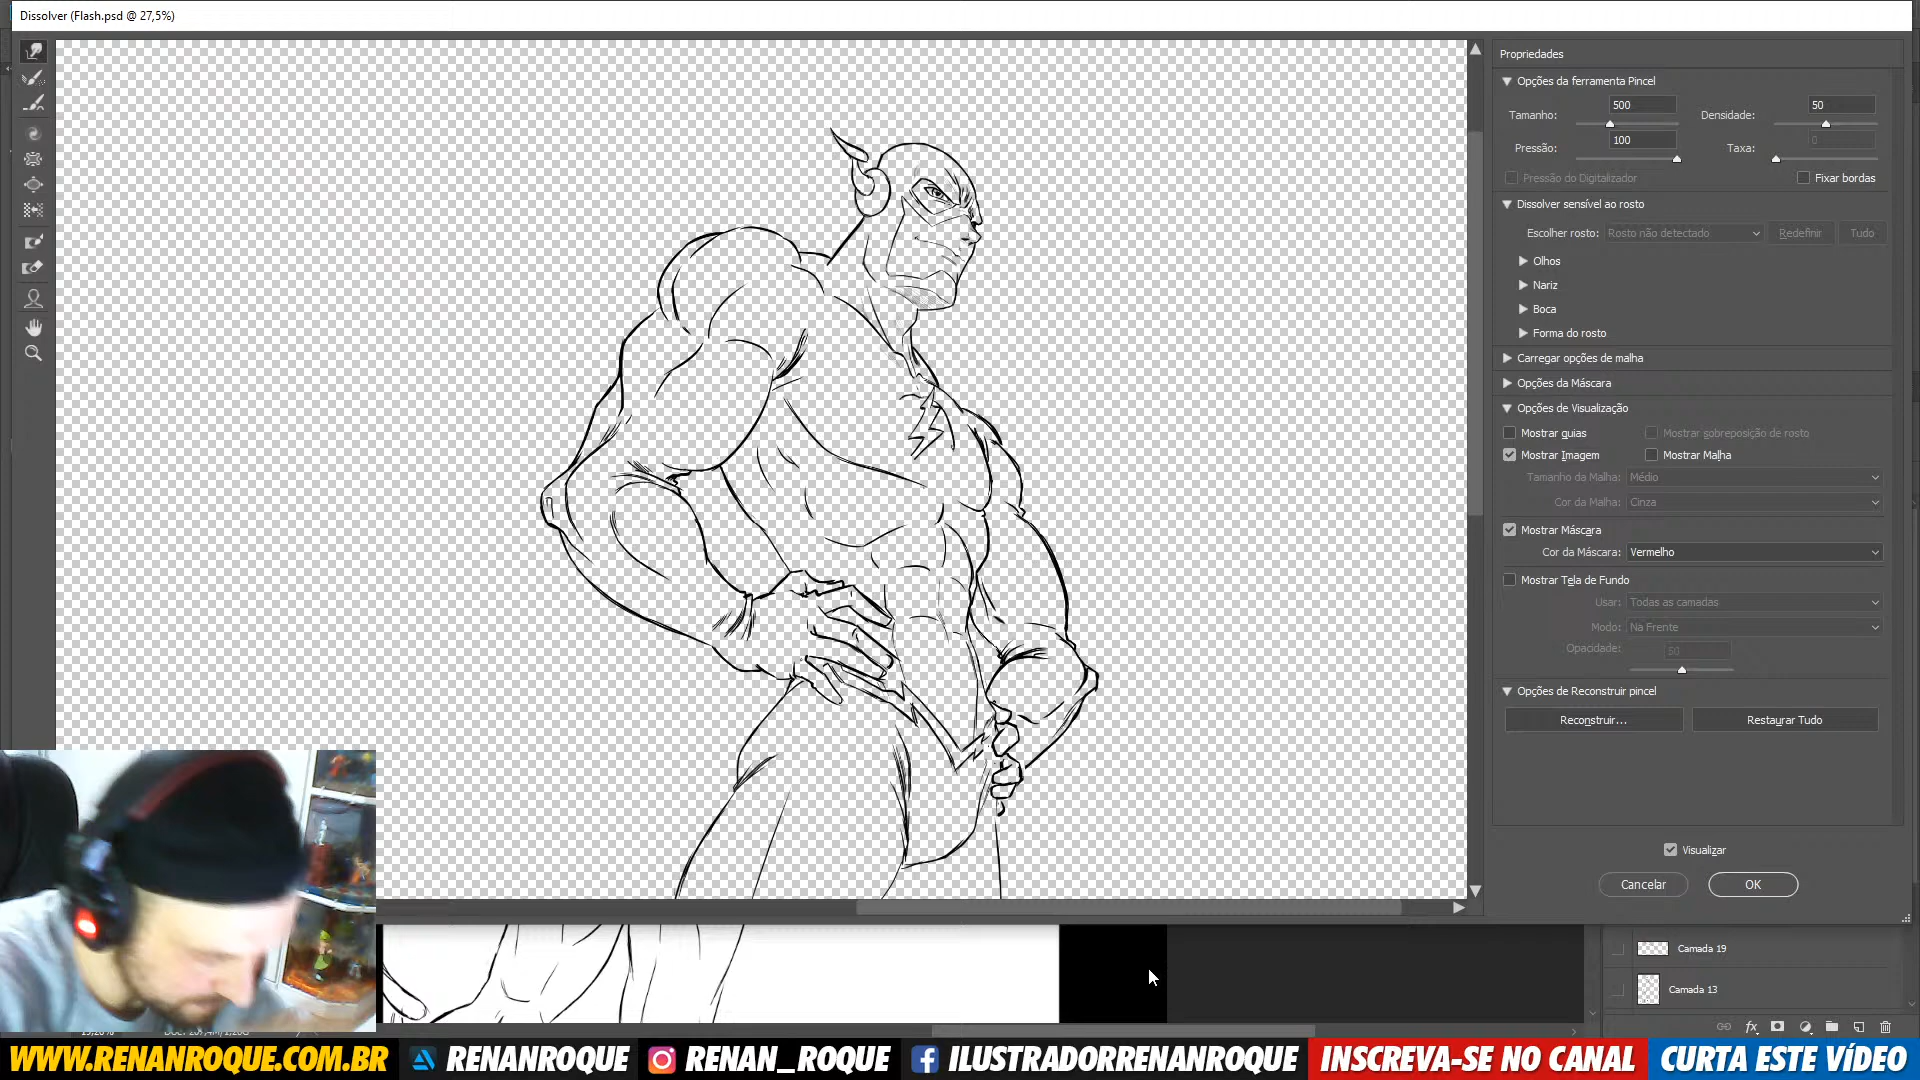 Dissolver (Flash.psd @ 27,5%)
Propriedades
Opções da ferramenta Pincel
Tamanho: 500 Densidade: 50
Pressão: 100 Taxa: 0
Pressão do Digitalizador Fixar bordas
Dissolver sensível ao rosto
Escolher rosto: Rosto não detectado Redefinir Tudo
Olhos
Nariz
Boca
Forma do rosto
Carregar opções de malha
Opções da Máscara
Opções de Visualização
Mostrar guias Mostrar sobreposição de rosto
Mostrar Imagem Mostrar Malha
Tamanho da Malha: Médio
Cor da Malha: Cinza
Mostrar Máscara
Cor da Máscara: Vermelho
Mostrar Tela de Fundo
Usar: Todas as camadas
Modo: Na Frente
Opacidade: 50
Opções de Reconstruir pincel
Reconstruir... Restaurar Tudo
Visualizar
Cancelar OK
Camada 19
Camada 13
fx
WWW.RENANROQUE.COM.BR RENANROQUE RENAN_ROQUE ILUSTRADORRENANROQUE INSCREVA-SE NO CANAL CURTA ESTE VÍDEO